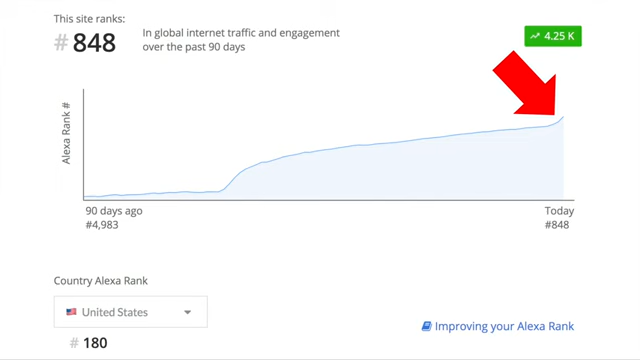 This site ranks:
# 848
In global internet traffic and engagement
over the past 90 days
4.25 K
Alexa Rank #
90 days ago
#4,983
Today
#848
Country Alexa Rank
United States
Improving your Alexa Rank
# 180